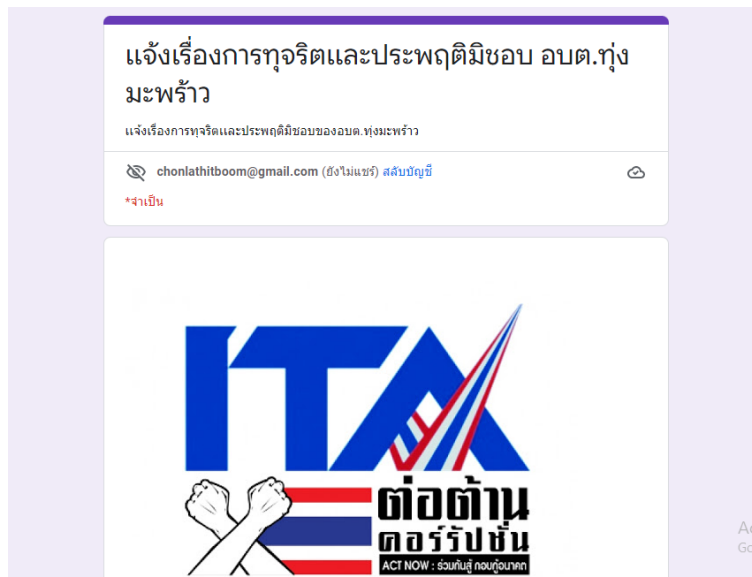 แจ้งเรื่องการทุจริตและประพฤติมิชอบ อบต.ทุ่ง
มะพร้าว
แจ้งเรื่องการทุจริตและประพฤติมิชอบของอบต.ทุ่งมะพร้าว
chonlathitboom@gmail.com (ยังไม่แชร์) สลับบัญชี
*จำเป็น
ITA
ต่อต้าน
คอร์รัปชั่น
ACT NOW : ร่วมกันสู้ กอบกู้อนาคต